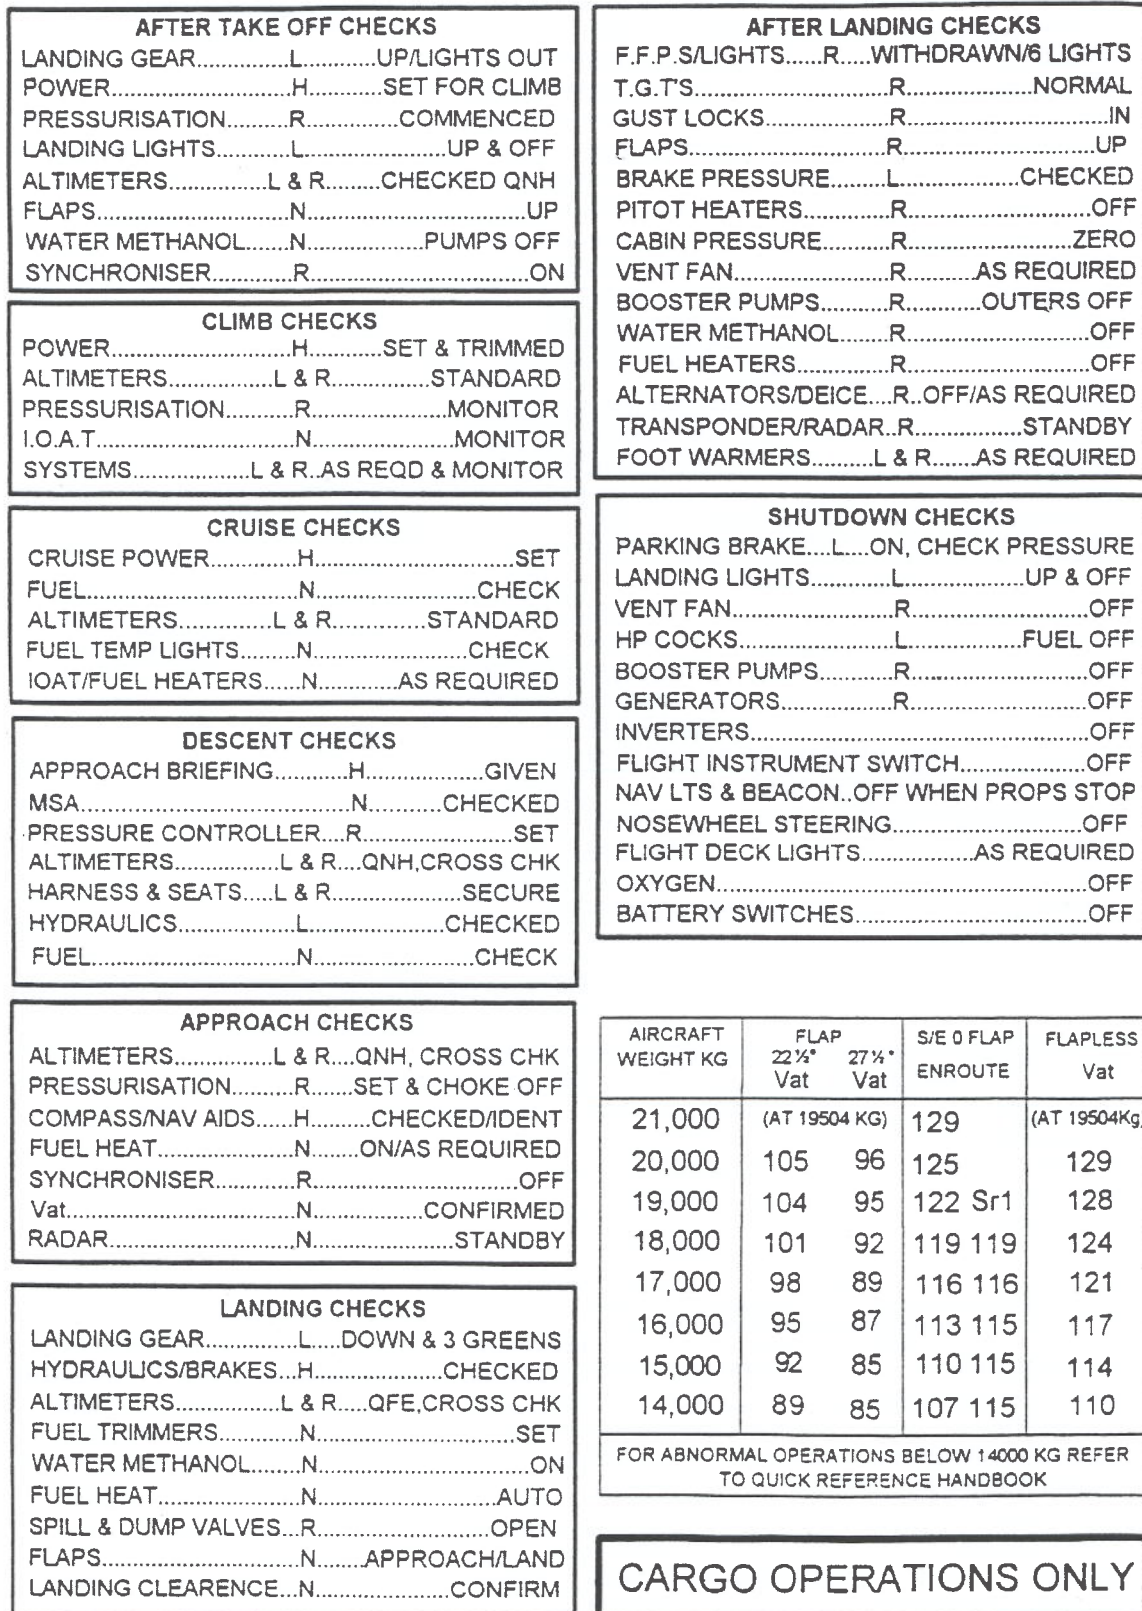 AFTER TAKE OFF CHECKS
LANDING GEAR............L............UP/LIGHTS OUT
POWER..............................H............SET FOR CLIMB
PRESSURISATION..........R...............COMMENCED
LANDING LIGHTS............L.......................UP & OFF
ALTIMETERS................L & R........CHECKED QNH
FLAPS................................N..................................UP
WATER METHANOL.......N....................PUMPS OFF
SYNCHRONISER.............R...................................ON
CLIMB CHECKS
POWER..............................H...........SET & TRIMMED
ALTIMETERS.................L & R................STANDARD
PRESSURISATION...........R......................MONITOR
I.O.A.T................................N.......................MONITOR
SYSTEMS...................L & R..AS REQD & MONITOR
CRUISE CHECKS
CRUISE POWER..............H.................................SET
FUEL...................................N..........................CHECK
ALTIMETERS...............L & R...............STANDARD
FUEL TEMP LIGHTS.........N.........................CHECK
IOAT/FUEL HEATERS......N.............AS REQUIRED
DESCENT CHECKS
APPROACH BRIEFING............H...................GIVEN
MSA............................................N...........CHECKED
PRESSURE CONTROLLER...R.........................SET
ALTIMETERS..................L & R....QNH,CROSS CHK
HARNESS & SEATS.....L & R.................SECURE
HYDRAULICS....................L.......................CHECKED
FUEL..................................N..........................CHECK
APPROACH CHECKS
ALTIMETERS................L & R....QNH, CROSS CHK
PRESSURISATION...........R......SET & CHOKE OFF
COMPASS/NAV AIDS......H..........CHECKED/IDENT
FUEL HEAT.......................N.......ON/AS REQUIRED
SYNCHRONISER.............R..................................OFF
Vat.......................................N.................CONFIRMED
RADAR...............................N.......................STANDBY
LANDING CHECKS
LANDING GEAR...............L.....DOWN & 3 GREENS
HYDRAULICS/BRAKES...H.....................CHECKED
ALTIMETERS..................L & R....QFE,CROSS CHK
FUEL TRIMMERS..............N.................................SET
WATER METHANOL........N..................................ON
FUEL HEAT.......................N..............................AUTO
SPILL & DUMP VALVES...R............................OPEN
FLAPS.................................N........APPROACH/LAND
LANDING CLEARENCE...N.....................CONFIRM
AFTER LANDING CHECKS
F.F.P.S/LIGHTS......R.....WITHDRAWN/6 LIGHTS
T.G.T'S.................................R.....................NORMAL
GUST LOCKS.....................R..................................IN
FLAPS...................................R................................UP
BRAKE PRESSURE.........L...................CHECKED
PITOT HEATERS..............R..............................OFF
CABIN PRESSURE...........R...........................ZERO
VENT FAN..........................R...........AS REQUIRED
BOOSTER PUMPS...........R............OUTERS OFF
WATER METHANOL........R...............................OFF
FUEL HEATERS................R...............................OFF
ALTERNATORS/DEICE....R..OFF/AS REQUIRED
TRANSPONDER/RADAR..R..................STANDBY
FOOT WARMERS..........L & R.......AS REQUIRED
SHUTDOWN CHECKS
PARKING BRAKE....L....ON, CHECK PRESSURE
LANDING LIGHTS.............L....................UP & OFF
VENT FAN...........................R..............................OFF
HP COCKS..........................L..................FUEL OFF
BOOSTER PUMPS............R..............................OFF
GENERATORS...................R..............................OFF
INVERTERS........................................................OFF
FLIGHT INSTRUMENT SWITCH.....................OFF
NAV LTS & BEACON..OFF WHEN PROPS STOP
NOSEWHEEL STEERING...............................OFF
FLIGHT DECK LIGHTS...................AS REQUIRED
OXYGEN..............................................................OFF
BATTERY SWITCHES.......................................OFF
AIRCRAFT WEIGHT KG FLAP 22½° Vat 27½° Vat S/E 0 FLAP ENROUTE FLAPLESS Vat
21,000 (AT 19504 KG) 129 (AT 19504Kg)
20,000 105 96 125 129
19,000 104 95 122 Sr1 128
18,000 101 92 119 119 124
17,000 98 89 116 116 121
16,000 95 87 113 115 117
15,000 92 85 110 115 114
14,000 89 85 107 115 110
FOR ABNORMAL OPERATIONS BELOW 14000 KG REFER
TO QUICK REFERENCE HANDBOOK
CARGO OPERATIONS ONLY